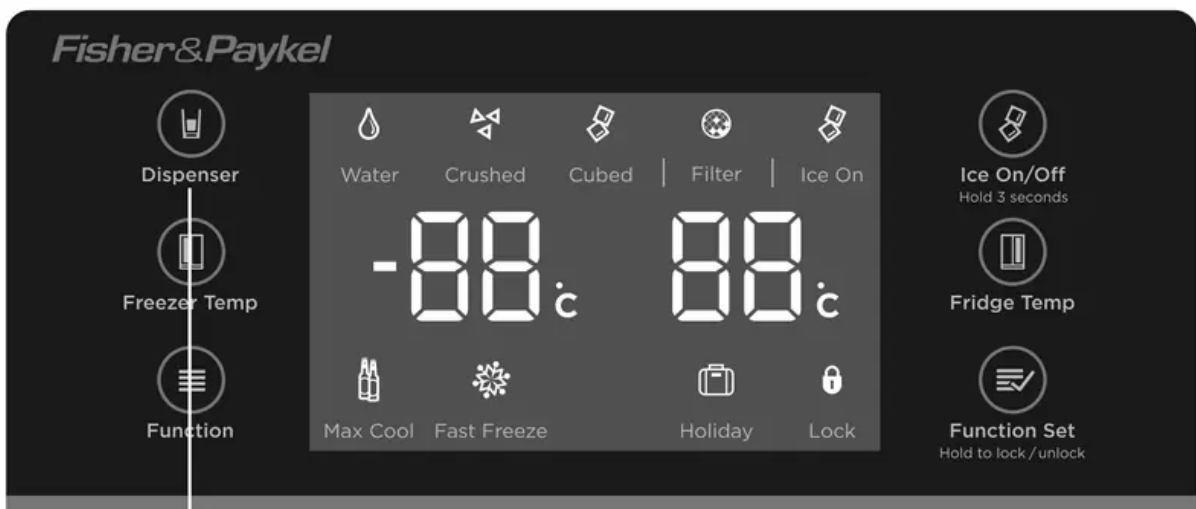 Fisher&Paykel
Dispenser
Water Crushed Cubed Filter Ice On
Ice On/Off
Hold 3 seconds
Freezer Temp
-88°C 88°C
Fridge Temp
Function
Max Cool Fast Freeze Holiday Lock
Function Set
Hold to lock/unlock